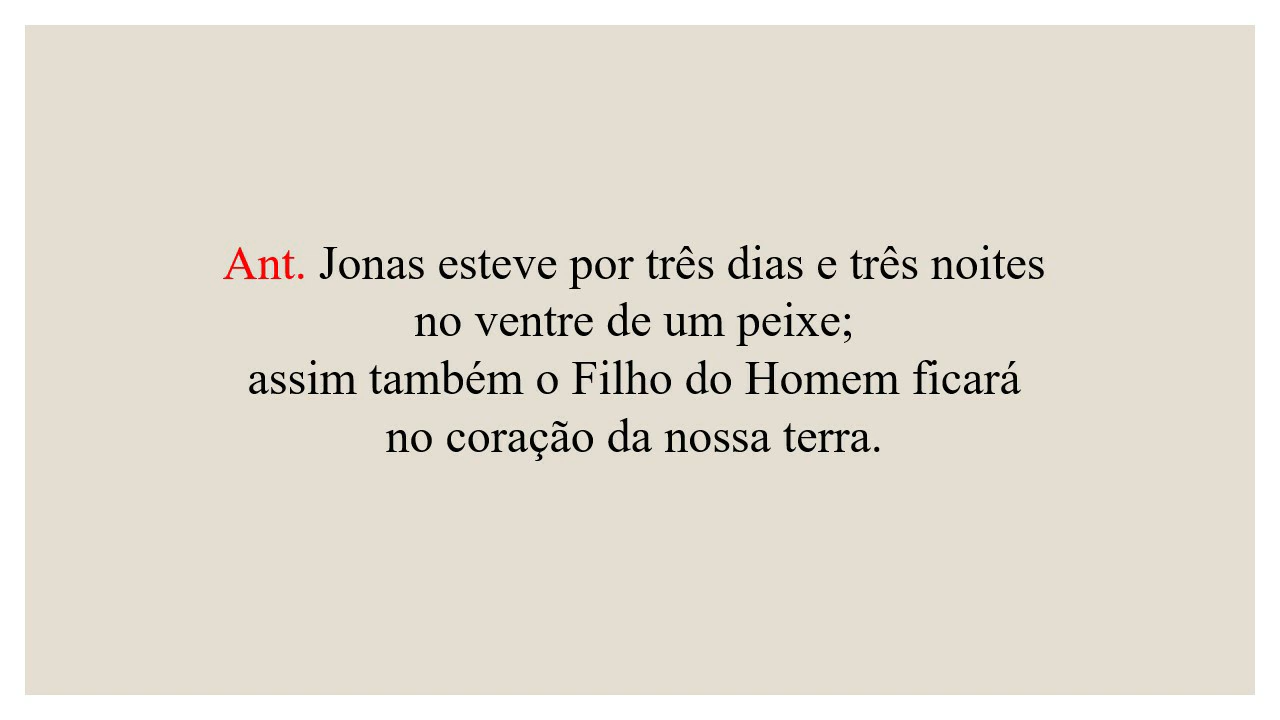 Ant. Jonas esteve por três dias e três noites
no ventre de um peixe;
assim também o Filho do Homem ficará
no coração da nossa terra.